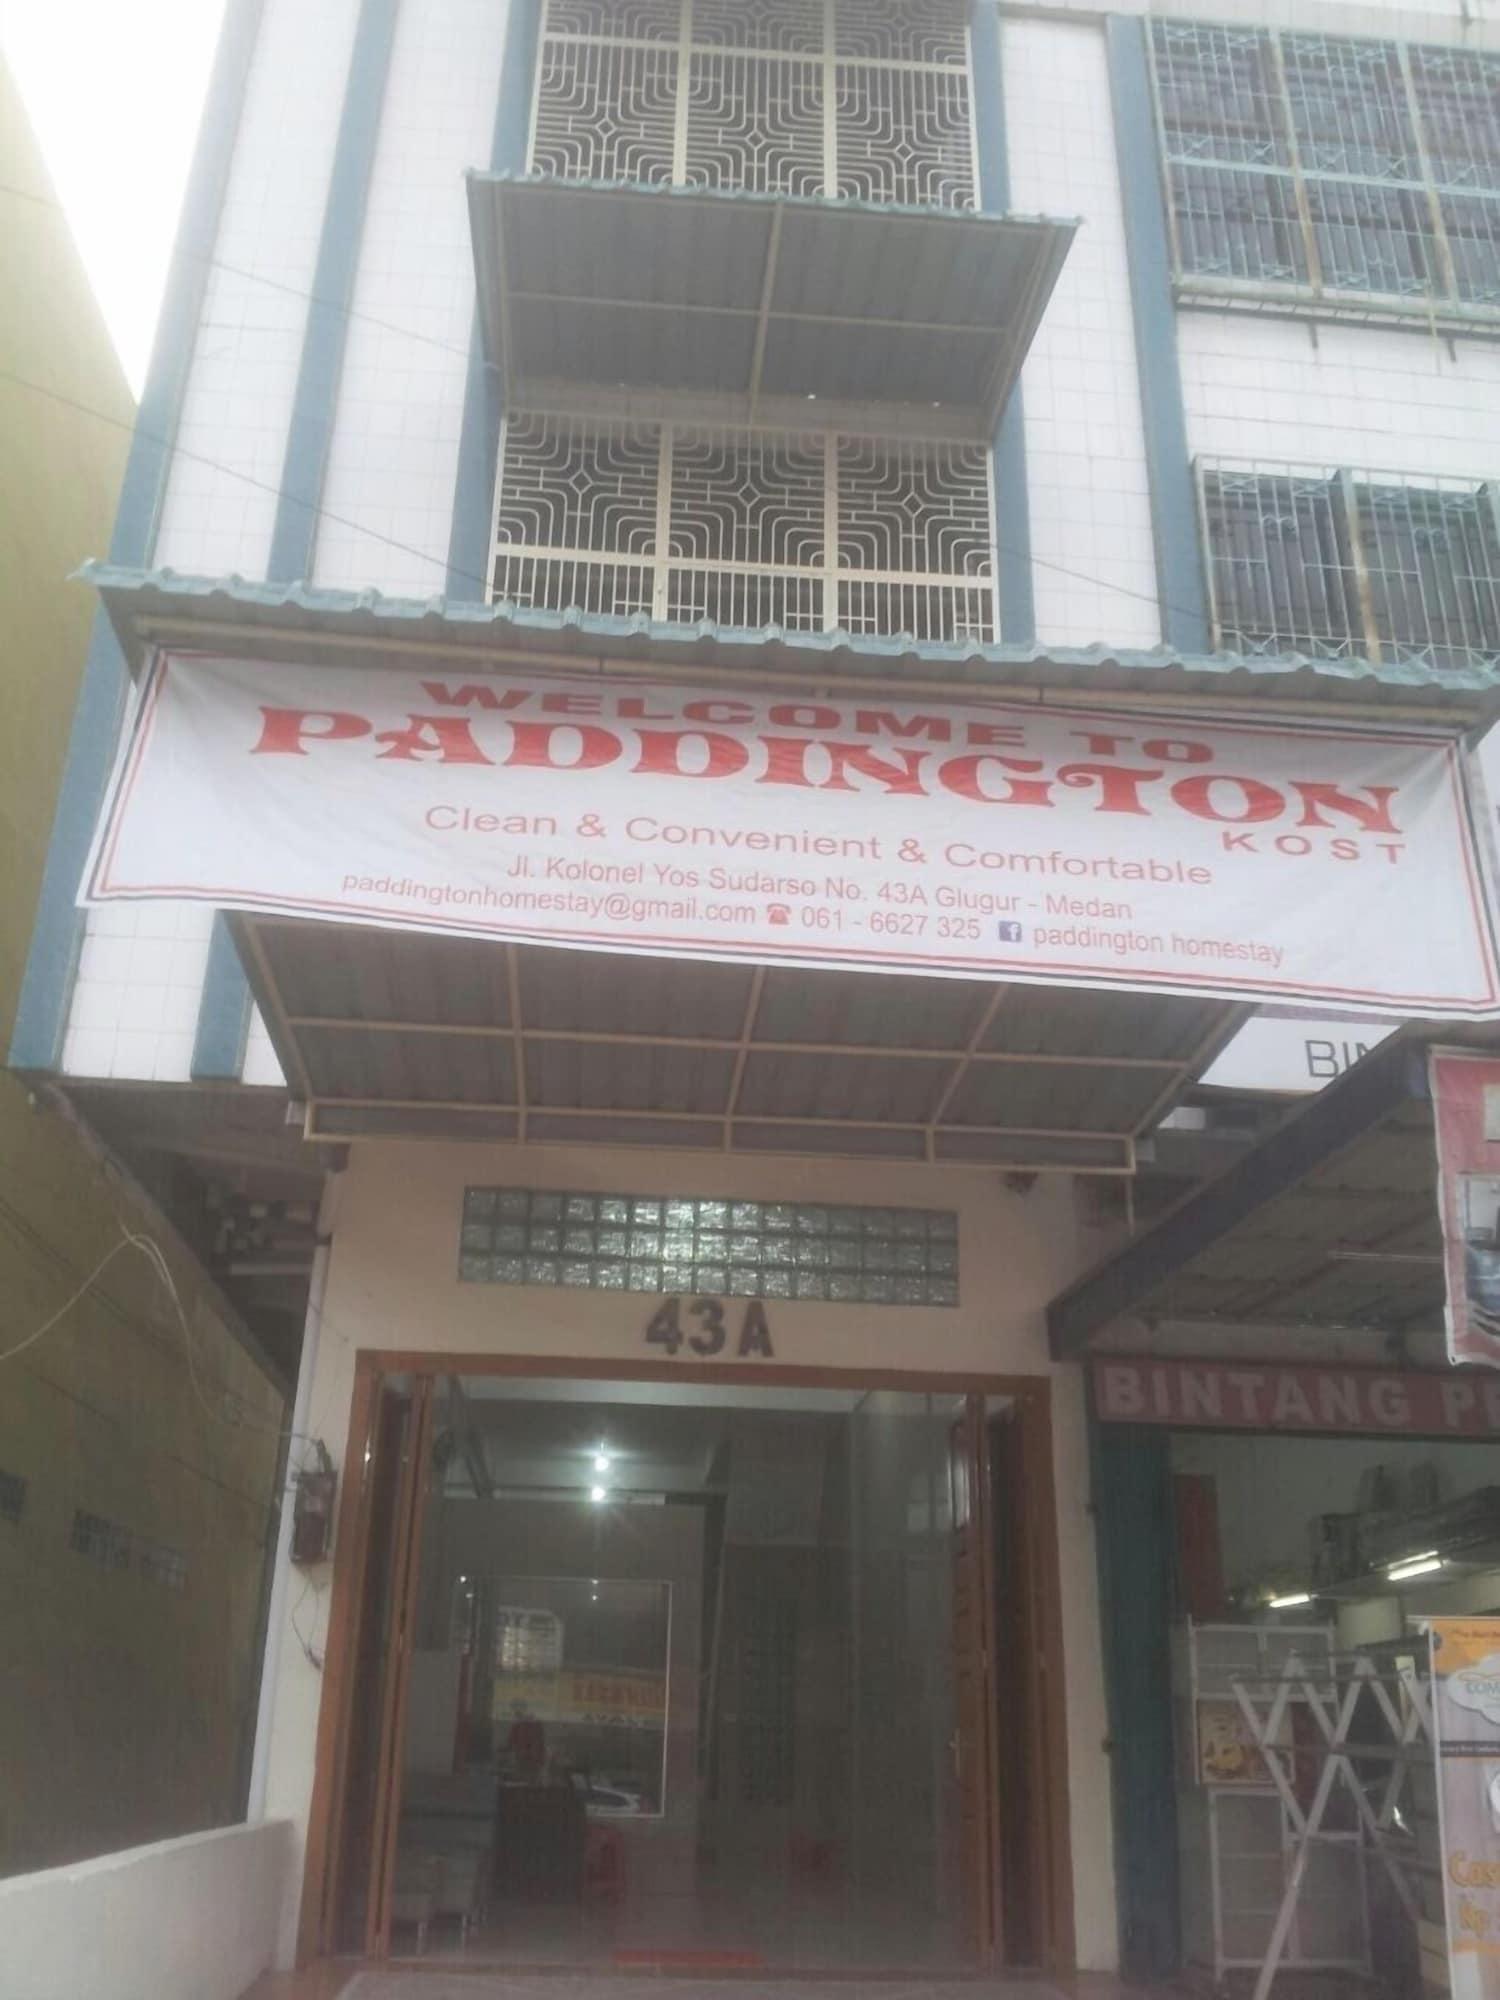 WELCOME TO
PADDINGTON
KOST
Clean & Convenient & Comfortable
Jl. Kolonel Yos Sudarso No. 43A Glugur - Medan
paddingtonhomestay@gmail.com ☎ 061 - 6627 325 f paddington homestay
43A
BINTANG